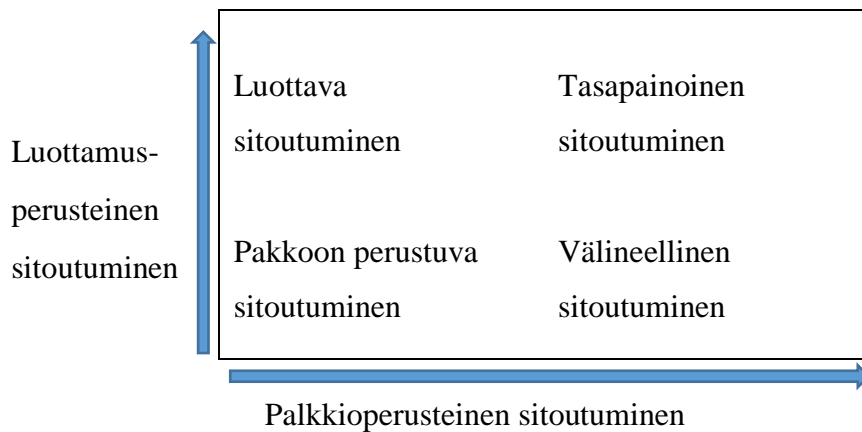 Luottava
sitoutuminen
Tasapainoinen
sitoutuminen
Luottamus-
perusteinen
sitoutuminen
Pakkoon perustuva
sitoutuminen
Välineellinen
sitoutuminen
Palkkioperusteinen sitoutuminen